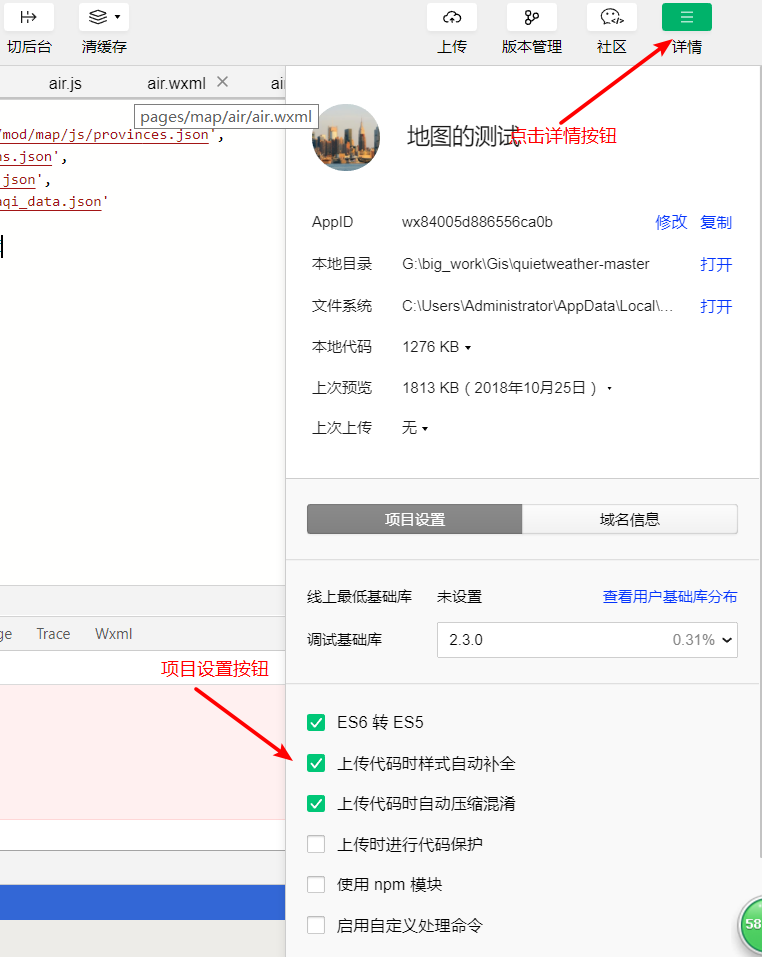 切后台 清缓存 上传 版本管理 社区 详情
air.js air.wxml ai
pages/map/air/air.wxml
/mod/map/js/provinces.json',
ns.json',
json',
aqi_data.json'
地图的测试
点击详情按钮
AppID wx84005d886556ca0b 修改 复制
本地目录 G:\big_work\Gis\quietweather-master 打开
文件系统 C:\Users\Administrator\AppData\Local\... 打开
本地代码 1276 KB
上次预览 1813 KB ( 2018年10月25日 )
上次上传 无
项目设置 域名信息
线上最低基础库 未设置 查看用户基础库分布
调试基础库 2.3.0 0.31%
ge Trace Wxml
项目设置按钮
ES6 转 ES5
上传代码时样式自动补全
上传代码时自动压缩混淆
上传时进行代码保护
使用 npm 模块
启用自定义处理命令
58